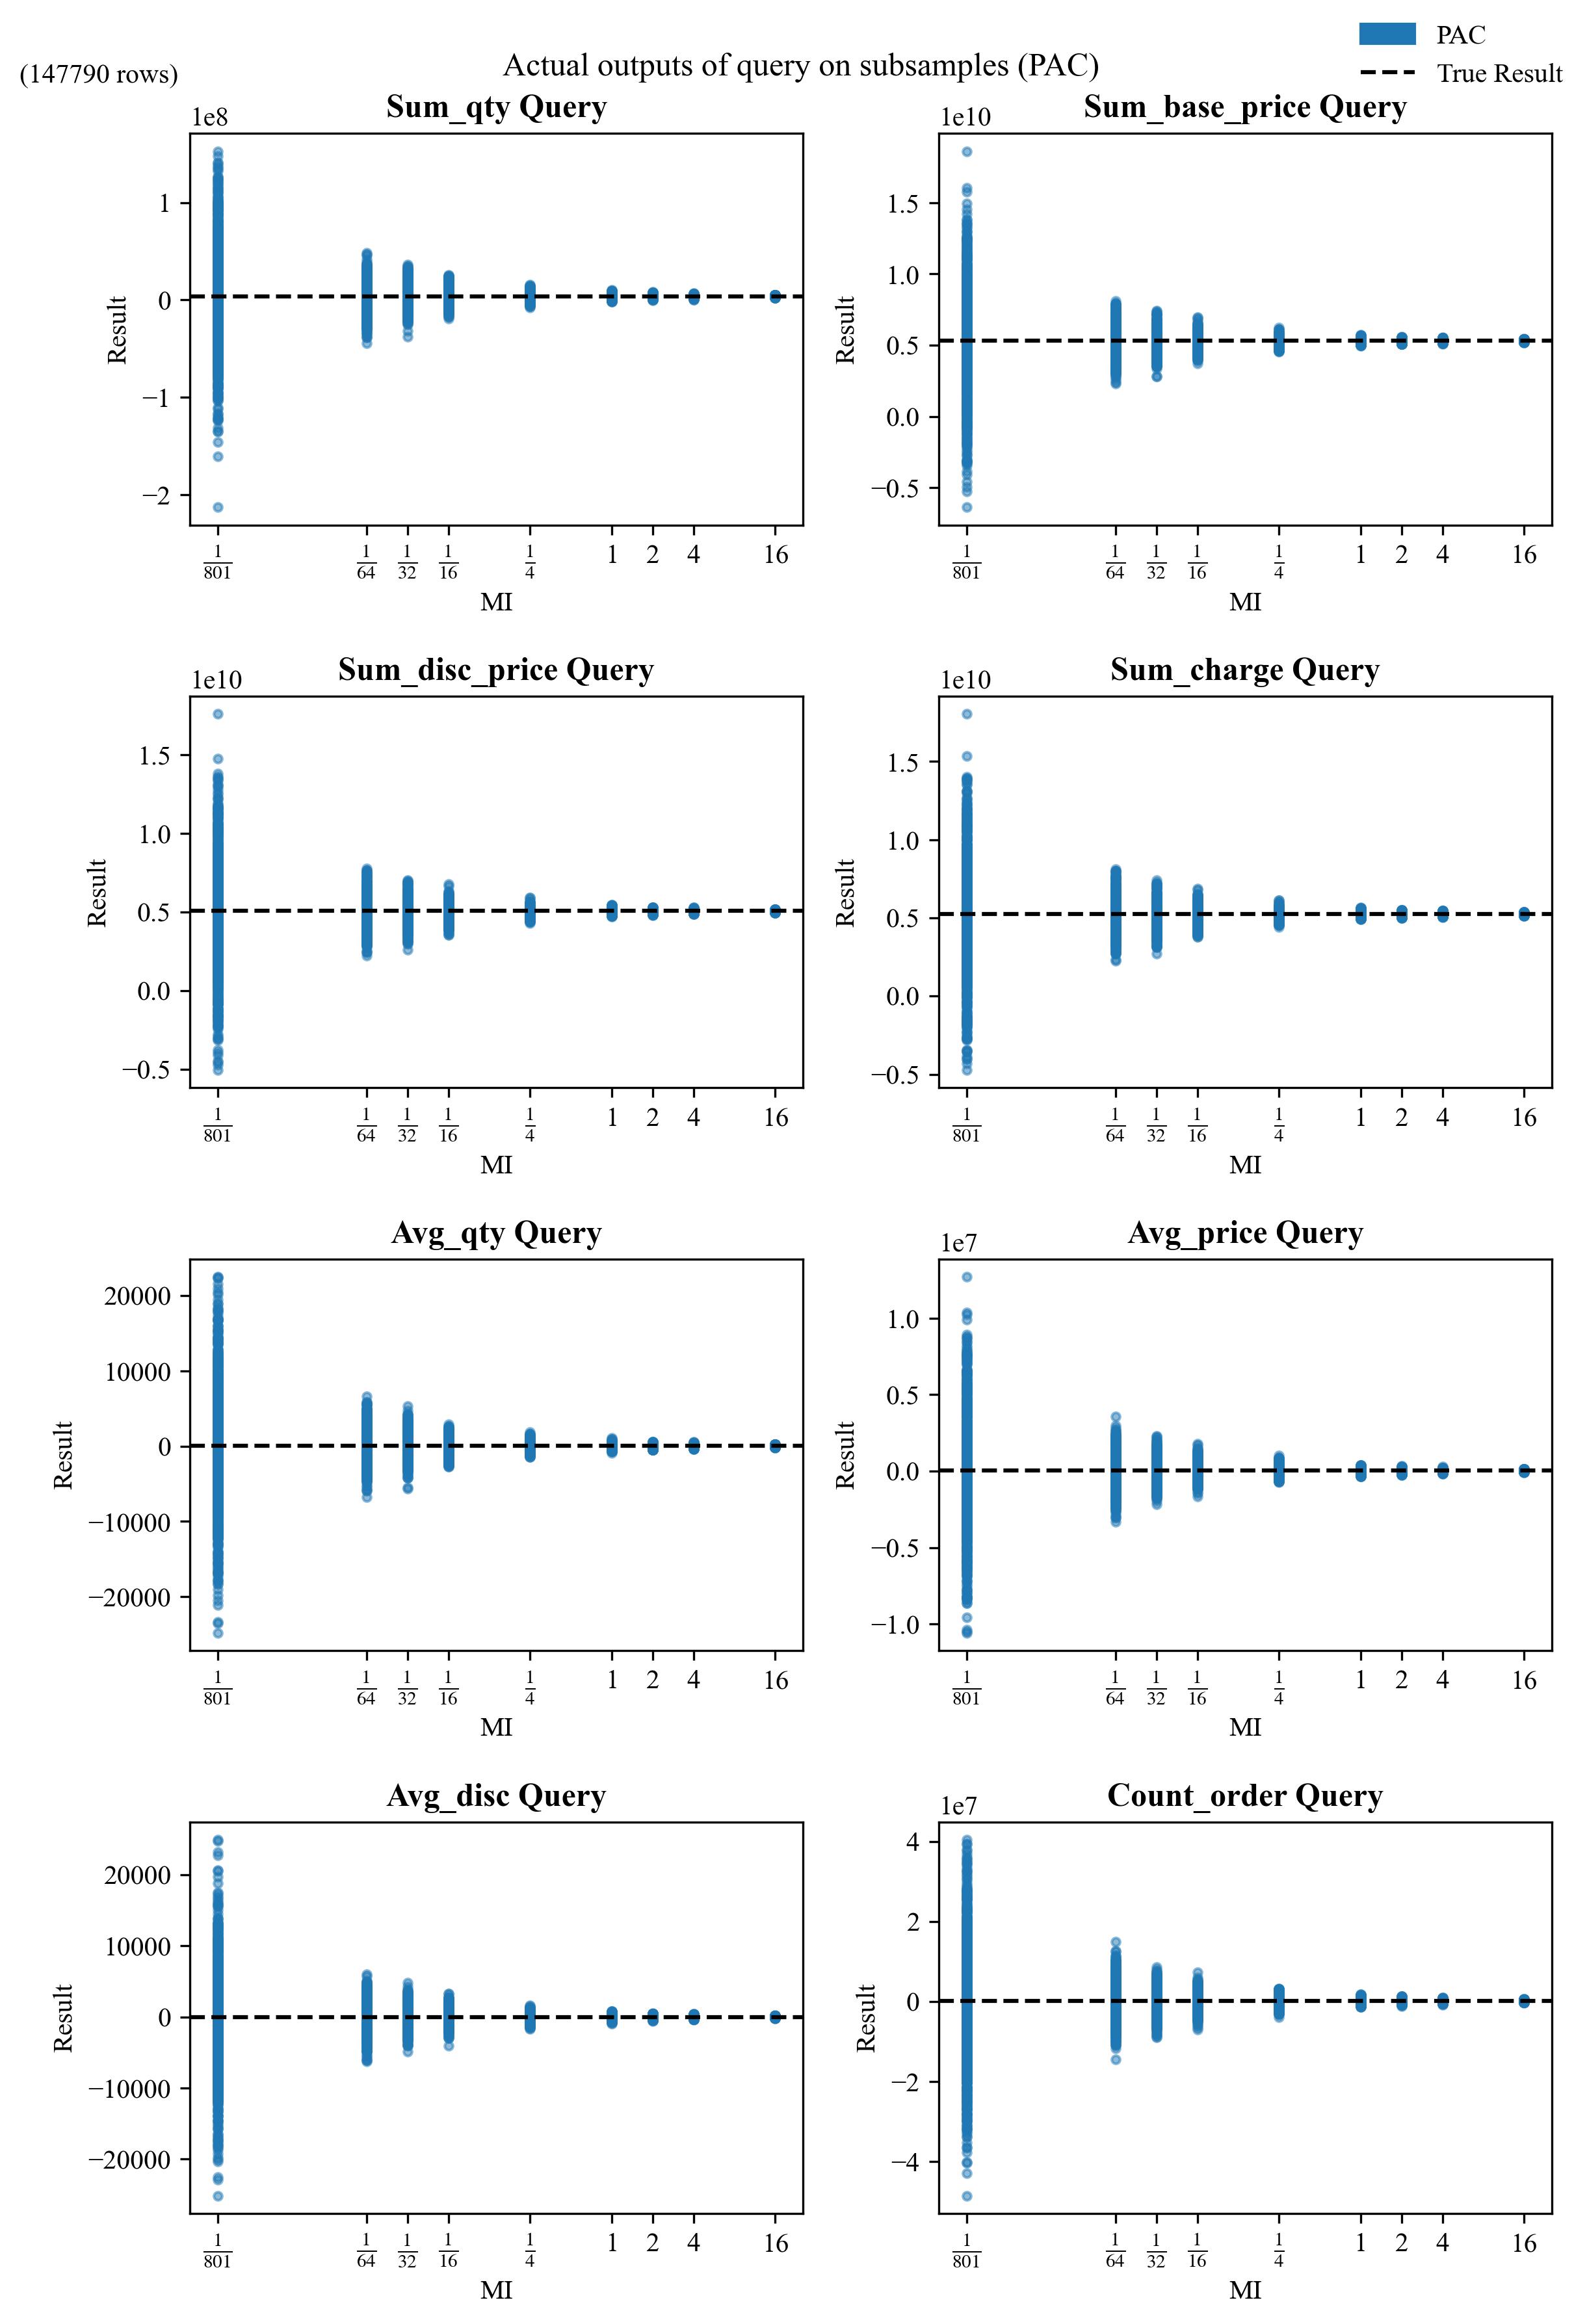 PAC
True Result
(147790 rows)
Actual outputs of query on subsamples (PAC)
Sum_qty Query
1e8
1
0
−1
−2
Result
1/801 1/64 1/32 1/16 1/4 1 2 4 16
MI
Sum_base_price Query
1e10
1.5
1.0
0.5
0.0
−0.5
Result
1/801 1/64 1/32 1/16 1/4 1 2 4 16
MI
Sum_disc_price Query
1e10
1.5
1.0
0.5
0.0
−0.5
Result
1/801 1/64 1/32 1/16 1/4 1 2 4 16
MI
Sum_charge Query
1e10
1.5
1.0
0.5
0.0
−0.5
Result
1/801 1/64 1/32 1/16 1/4 1 2 4 16
MI
Avg_qty Query
20000
10000
0
−10000
−20000
Result
1/801 1/64 1/32 1/16 1/4 1 2 4 16
MI
Avg_price Query
1e7
1.0
0.5
0.0
−0.5
−1.0
Result
1/801 1/64 1/32 1/16 1/4 1 2 4 16
MI
Avg_disc Query
20000
10000
0
−10000
−20000
Result
1/801 1/64 1/32 1/16 1/4 1 2 4 16
MI
Count_order Query
1e7
4
2
0
−2
−4
Result
1/801 1/64 1/32 1/16 1/4 1 2 4 16
MI